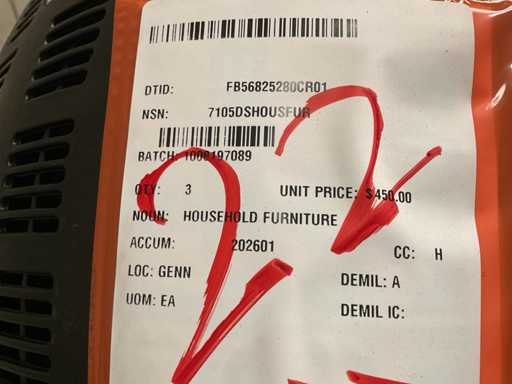 DTID: FB56825280CR01
NSN: 7105DSHOUSFUR
BATCH: 1008197089
QTY: 3 UNIT PRICE: $450.00
NOUN: HOUSEHOLD FURNITURE
ACCUM: 202601 CC: H
LOC: GENN DEMIL: A
UOM: EA DEMIL IC:
22